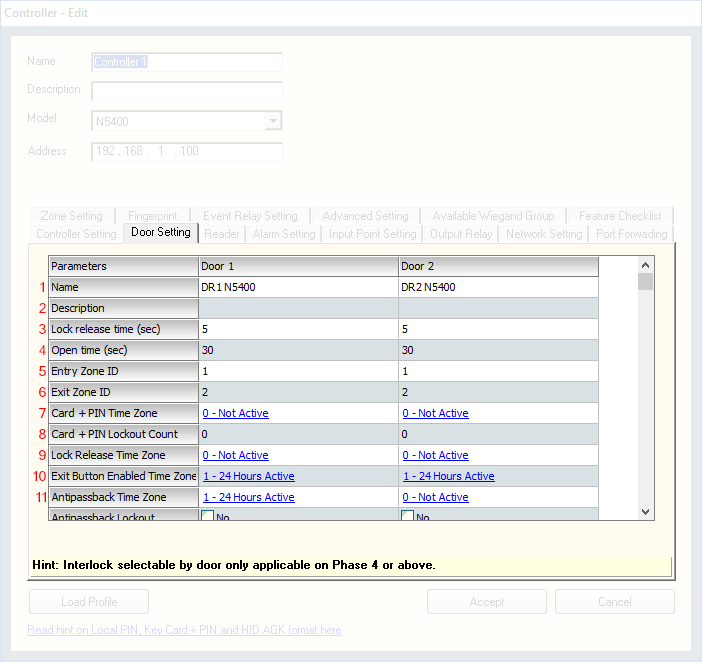 Controller - Edit
Name Controller 1
Description
Model N5400
Address 192 . 168 . 1 . 100
Zone Setting Fingerprint Event Relay Setting Advanced Setting Available Wiegand Group Feature Checklist
Controller Setting Door Setting Reader Alarm Setting Input Point Setting Output Relay Network Setting Port Forwading
Parameters Door 1 Door 2
1 Name DR1 N5400 DR2 N5400
2 Description
3 Lock release time (sec) 5 5
4 Open time (sec) 30 30
5 Entry Zone ID 1 1
6 Exit Zone ID 2 2
7 Card + PIN Time Zone 0 - Not Active 0 - Not Active
8 Card + PIN Lockout Count 0 0
9 Lock Release Time Zone 0 - Not Active 0 - Not Active
10 Exit Button Enabled Time Zone 1 - 24 Hours Active 1 - 24 Hours Active
11 Antipassback Time Zone 1 - 24 Hours Active 0 - Not Active
Antipassback Lockout No No
Hint: Interlock selectable by door only applicable on Phase 4 or above.
Load Profile Accept Cancel
Read hint on Local PIN, Key Card + PIN and HID AGK format here